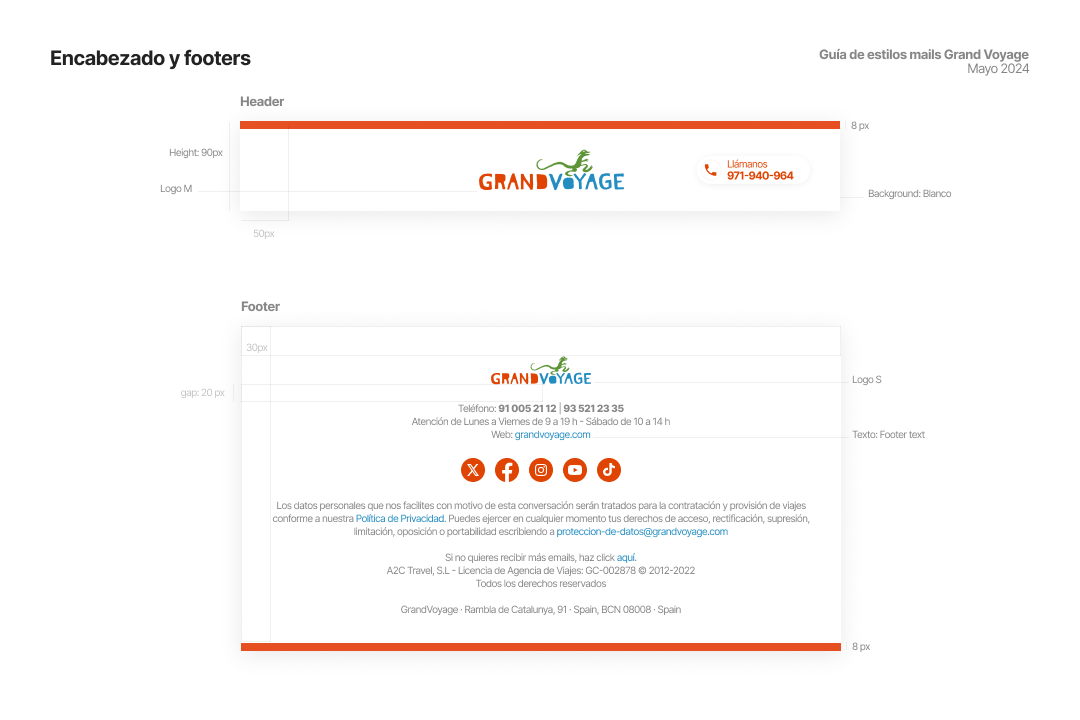 Encabezado y footers
Guía de estilos mails Grand Voyage
Mayo 2024
Header
8 px
Height: 90px
GRANDVOYAGE
Llámanos
971-940-964
Logo M
Background: Blanco
50px
Footer
30px
GRANDVOYAGE
Logo S
gap: 20 px
Teléfono: 91 005 21 12 | 93 521 23 35
Atención de Lunes a Viernes de 9 a 19 h - Sábado de 10 a 14 h
Web: grandvoyage.com
Texto: Footer text
Los datos personales que nos facilites con motivo de esta conversación serán tratados para la contratación y provisión de viajes
conforme a nuestra Política de Privacidad. Puedes ejercer en cualquier momento tus derechos de acceso, rectificación, supresión,
limitación, oposición o portabilidad escribiendo a proteccion-de-datos@grandvoyage.com
Si no quieres recibir más emails, haz click aquí.
A2C Travel, S.L - Licencia de Agencia de Viajes: GC-002878 © 2012-2022
Todos los derechos reservados
GrandVoyage · Rambla de Catalunya, 91 · Spain, BCN 08008 · Spain
8 px